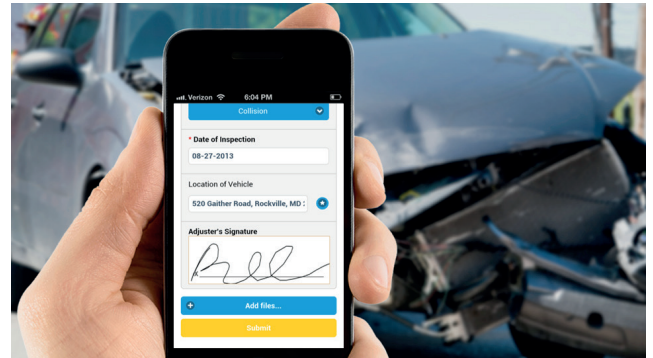 Verizon 6:04 PM
Collision
* Date of Inspection
08-27-2013
Location of Vehicle
520 Gaither Road, Rockville, MD
Adjuster's Signature
Add files...
Submit